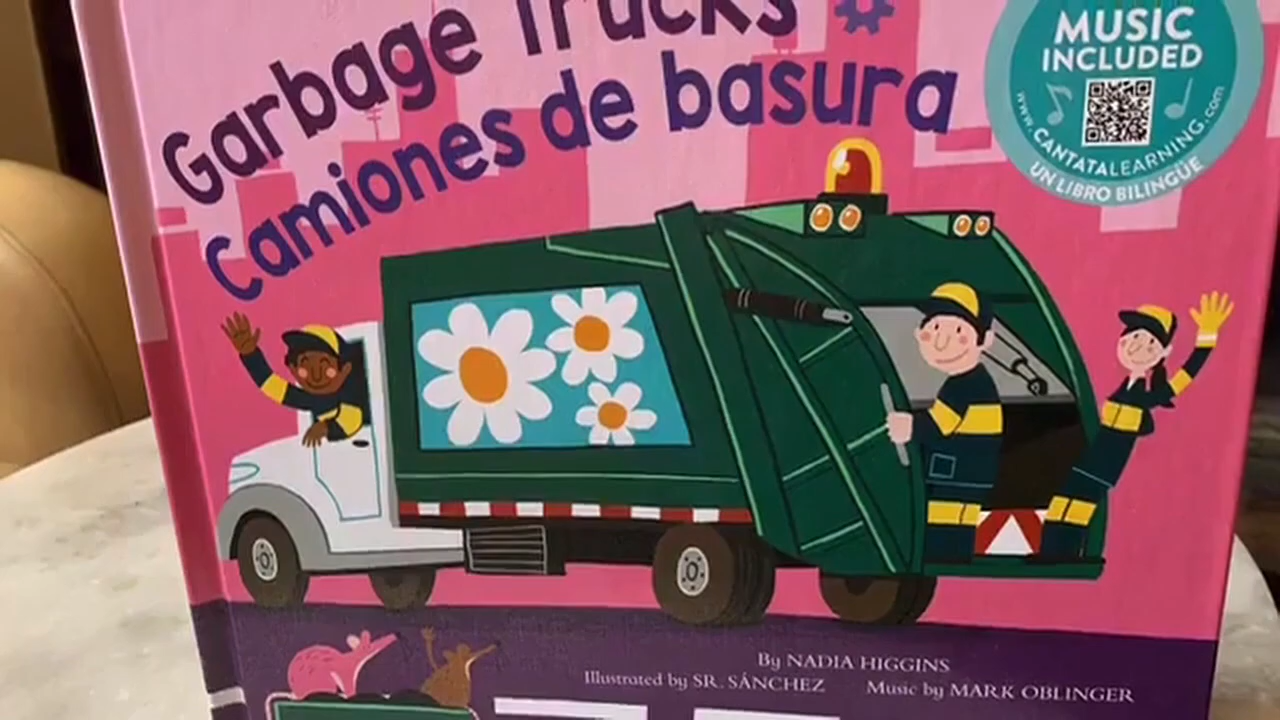 Garbage Trucks
Camiones de basura
MUSIC
INCLUDED
www.CANTATALEARNING.com
UN LIBRO BILINGÜE
By NADIA HIGGINS
Illustrated by SR. SÁNCHEZ Music by MARK OBLINGER